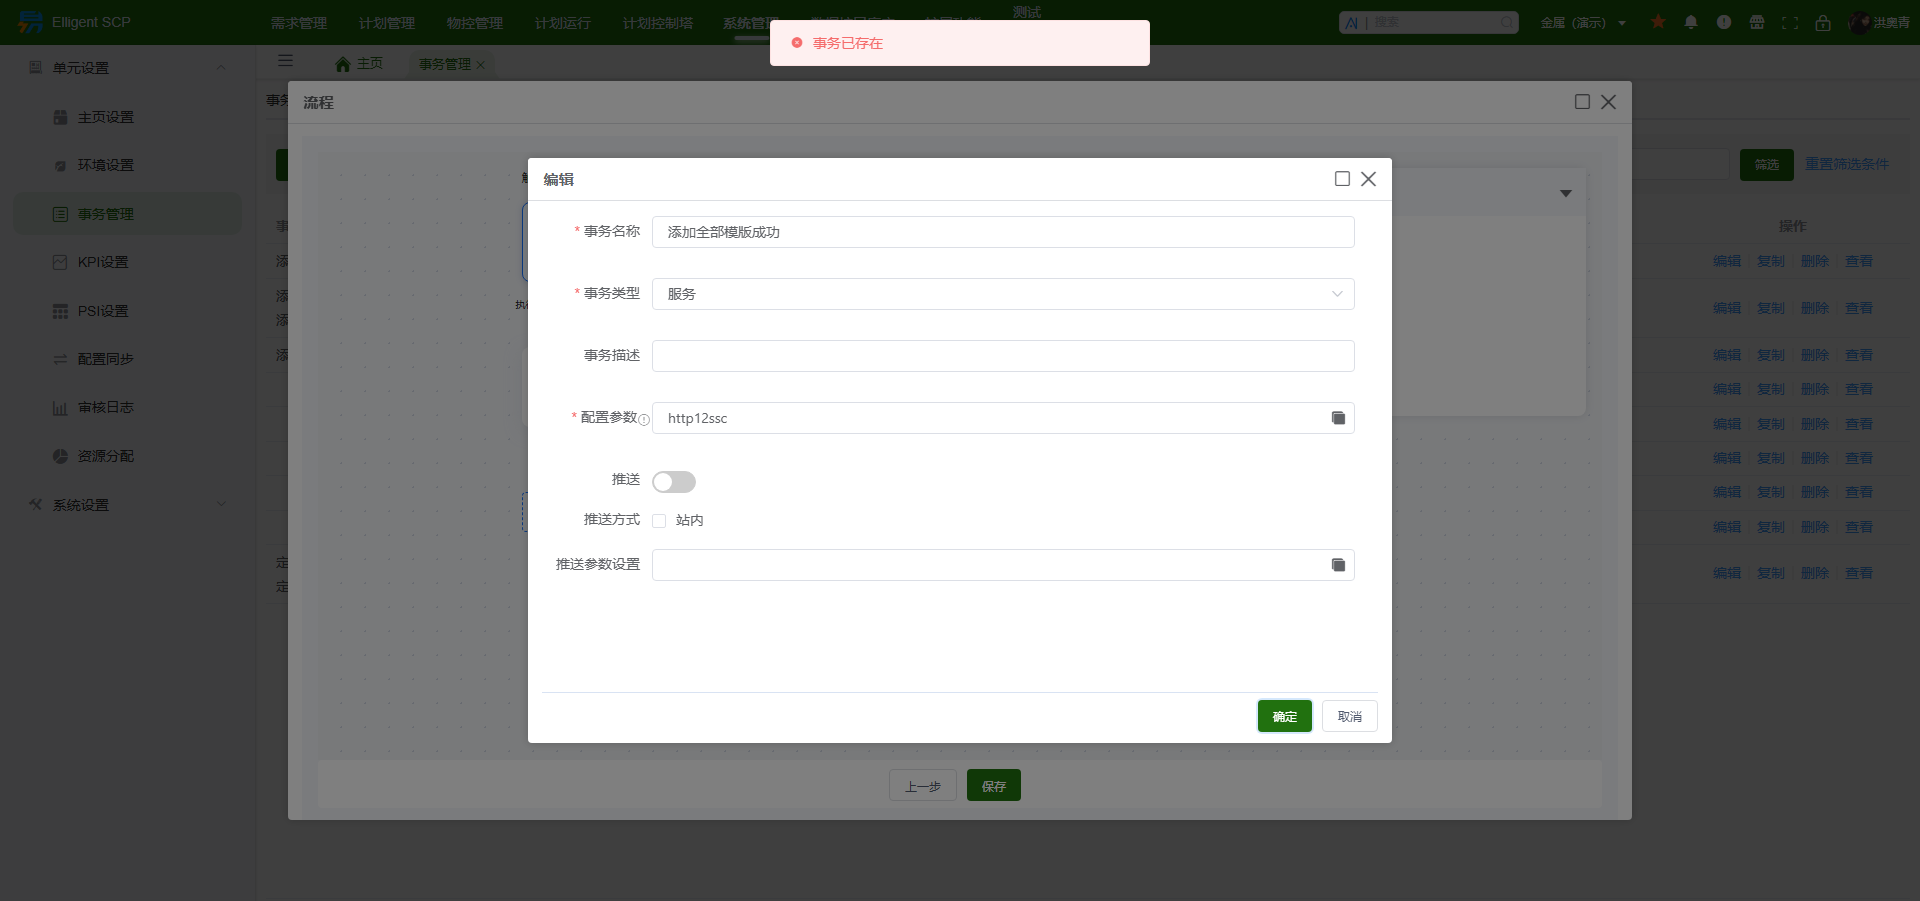 Elligent SCP
需求管理
计划管理
物控管理
计划运行
计划控制塔
系统管理
测试
AI | 搜索
金属（演示）
洪奥青
事务已存在
单元设置
主页设置
环境设置
事务管理
KPI设置
PSI设置
配置同步
审核日志
资源分配
系统设置
主页
事务管理
事务
流程
筛选
重置筛选条件
操作
编辑 复制 删除 查看
编辑 复制 删除 查看
编辑 复制 删除 查看
编辑 复制 删除 查看
编辑 复制 删除 查看
编辑 复制 删除 查看
编辑 复制 删除 查看
编辑 复制 删除 查看
编辑 复制 删除 查看
事
添
添
添
添
定
定
编辑
* 事务名称 添加全部模版成功
* 事务类型 服务
事务描述
* 配置参数 http12ssc
推送
推送方式 站内
推送参数设置
确定
取消
上一步
保存